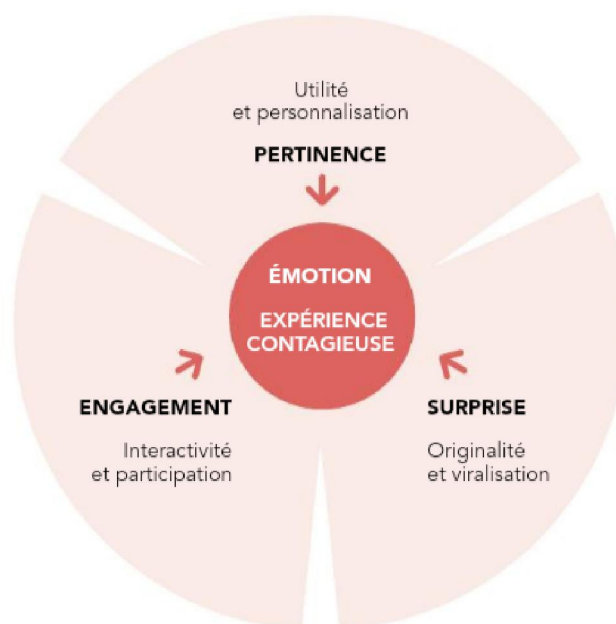 Utilité
et personnalisation
PERTINENCE
ÉMOTION
EXPÉRIENCE
CONTAGIEUSE
ENGAGEMENT
Interactivité
et participation
SURPRISE
Originalité
et viralisation